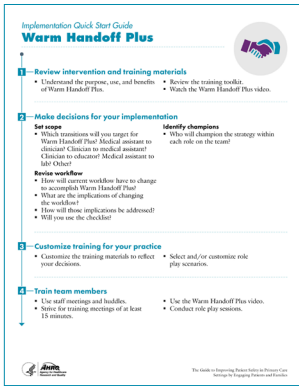 Implementation Quick Start Guide
Warm Handoff Plus
1 Review intervention and training materials
• Understand the purpose, use, and benefits
of Warm Handoff Plus.
• Review the training toolkit.
• Watch the Warm Handoff Plus video.
2 Make decisions for your implementation
Set scope
• Which transitions will you target for
Warm Handoff Plus? Medical assistant to
clinician? Clinician to medical assistant?
Clinician to educator? Medical assistant to
lab? Other?
Revise workflow
• How will current workflow have to change
to accomplish Warm Handoff Plus?
• What are the implications of changing
the workflow?
• How will those implications be addressed?
• Will you use the checklist?
Identify champions
• Who will champion the strategy within
each role on the team?
3 Customize training for your practice
• Customize the training materials to reflect
your decisions.
• Select and/or customize role
play scenarios.
4 Train team members
• Use staff meetings and huddles.
• Strive for training meetings of at least
15 minutes.
• Use the Warm Handoff Plus video.
• Conduct role play sessions.
AHRQ
Agency for Healthcare
Research and Quality
The Guide to Improving Patient Safety in Primary Care
Settings by Engaging Patients and Families